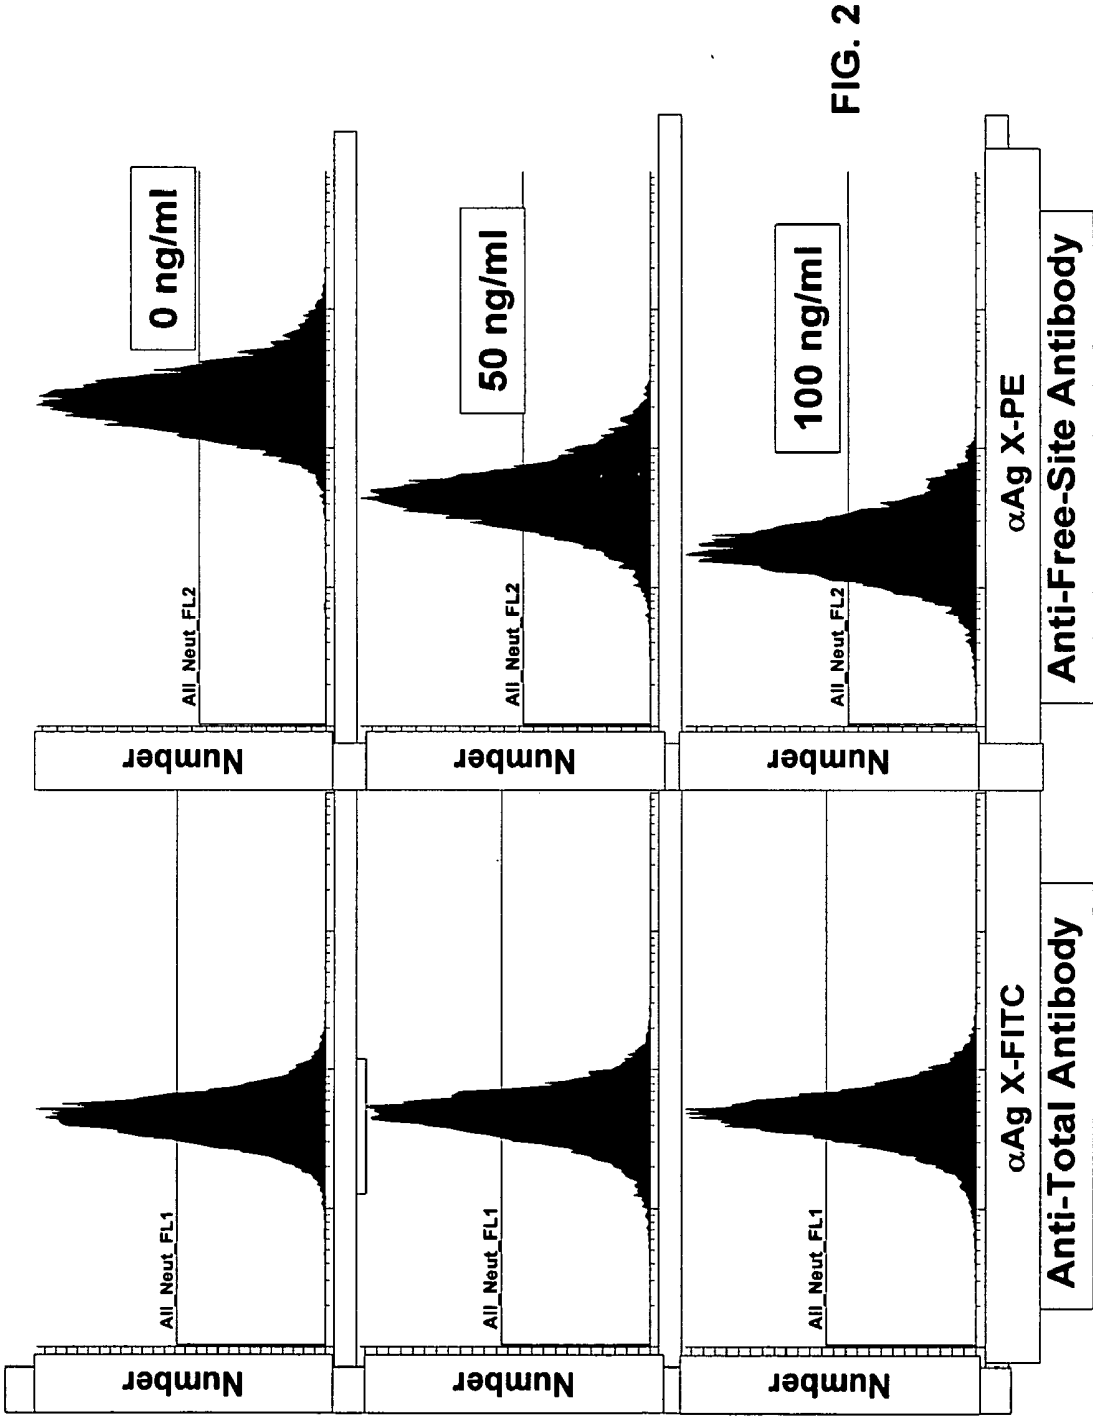 Number
All_Neut_FL1
Number
All_Neut_FL2
0 ng/ml
Number
All_Neut_FL1
Number
All_Neut_FL2
50 ng/ml
Number
All_Neut_FL1
Number
All_Neut_FL2
100 ng/ml
αAg X-FITC
αAg X-PE
Anti-Total Antibody
Anti-Free-Site Antibody
FIG. 2